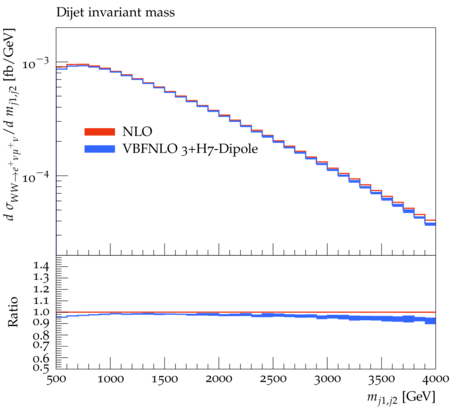 Dijet invariant mass
d σ_{WW→e⁺νμ⁺ν} / d m_{j1,j2} [fb/GeV]
10⁻³
10⁻⁴
NLO
VBFNLO 3+H7-Dipole
Ratio
1.4
1.3
1.2
1.1
1.0
0.9
0.8
0.7
0.6
0.5
500 1000 1500 2000 2500 3000 3500 4000
m_{j1,j2} [GeV]